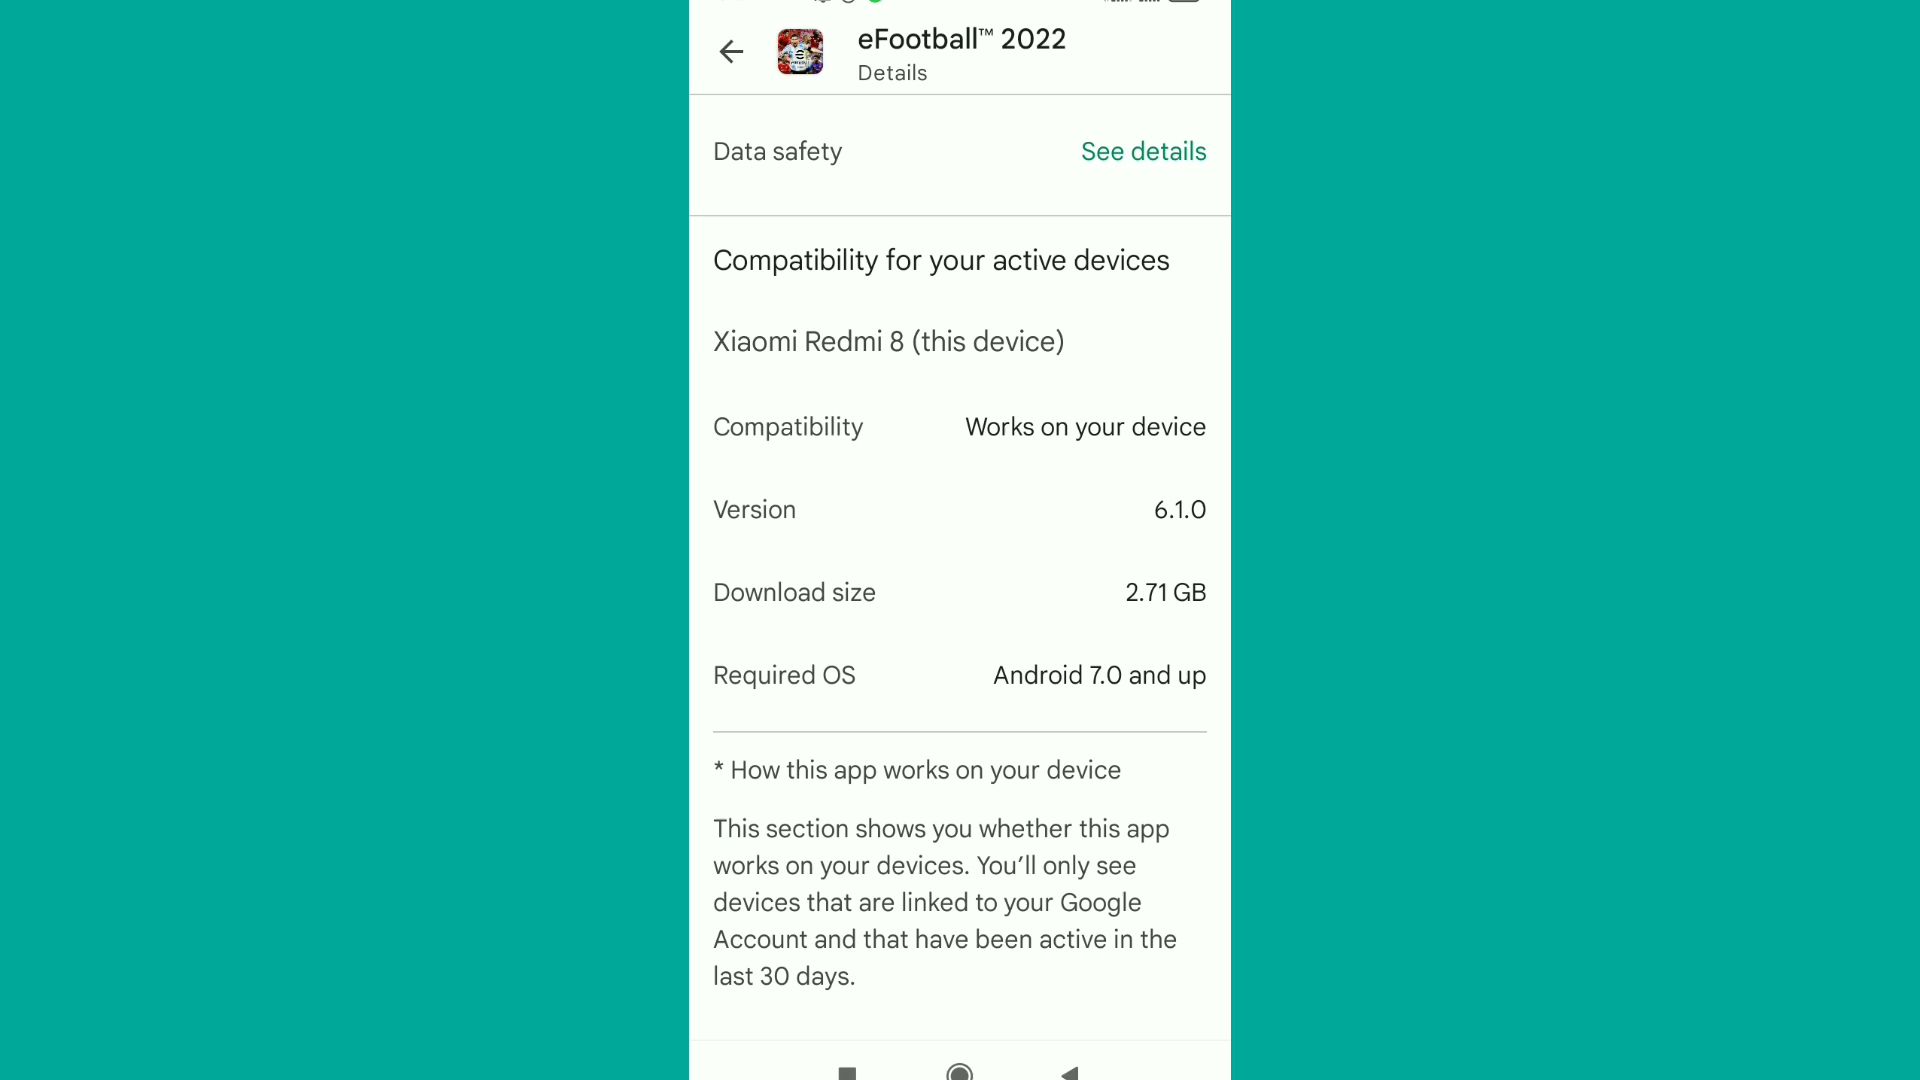 eFootball™ 2022
Details
Data safety
See details
Compatibility for your active devices
Xiaomi Redmi 8 (this device)
Compatibility
Works on your device
Version
6.1.0
Download size
2.71 GB
Required OS
Android 7.0 and up
* How this app works on your device
This section shows you whether this app
works on your devices. You’ll only see
devices that are linked to your Google
Account and that have been active in the
last 30 days.